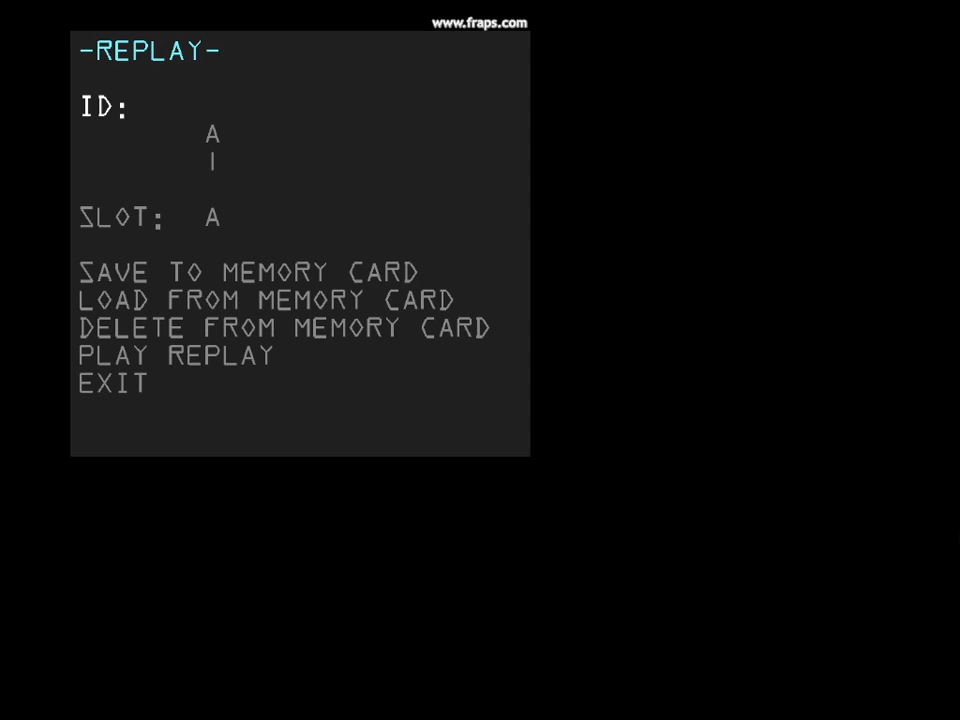 www.fraps.com
-REPLAY-
ID:
A
|
SLOT: A
SAVE TO MEMORY CARD
LOAD FROM MEMORY CARD
DELETE FROM MEMORY CARD
PLAY REPLAY
EXIT